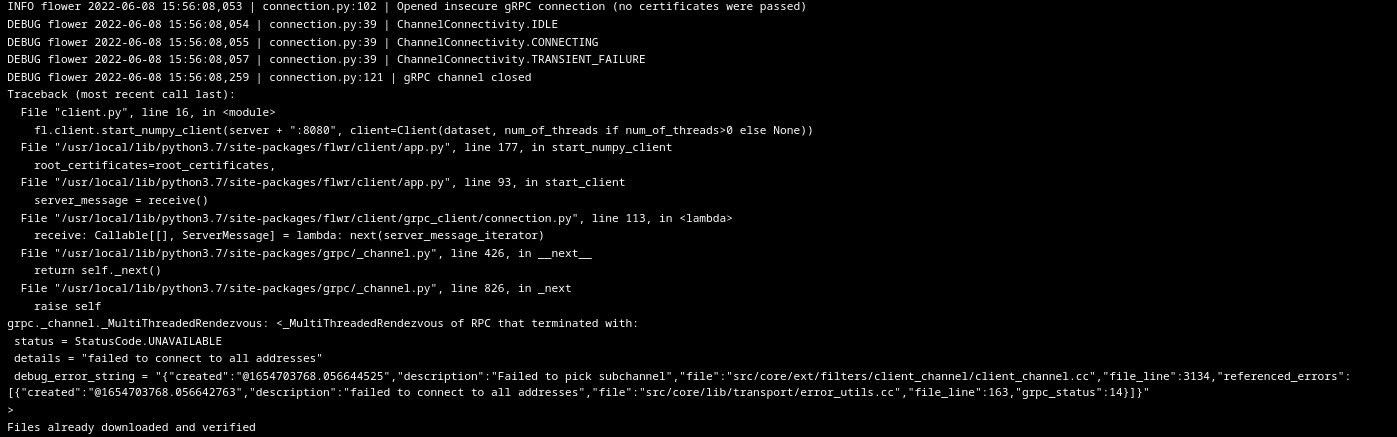 INFO flower 2022-06-08 15:56:08,053 | connection.py:102 | Opened insecure gRPC connection (no certificates were passed)
DEBUG flower 2022-06-08 15:56:08,054 | connection.py:39 | ChannelConnectivity.IDLE
DEBUG flower 2022-06-08 15:56:08,055 | connection.py:39 | ChannelConnectivity.CONNECTING
DEBUG flower 2022-06-08 15:56:08,057 | connection.py:39 | ChannelConnectivity.TRANSIENT_FAILURE
DEBUG flower 2022-06-08 15:56:08,259 | connection.py:121 | gRPC channel closed
Traceback (most recent call last):
  File "client.py", line 16, in <module>
    fl.client.start_numpy_client(server + ":8080", client=Client(dataset, num_of_threads if num_of_threads>0 else None))
  File "/usr/local/lib/python3.7/site-packages/flwr/client/app.py", line 177, in start_numpy_client
    root_certificates=root_certificates,
  File "/usr/local/lib/python3.7/site-packages/flwr/client/app.py", line 93, in start_client
    server_message = receive()
  File "/usr/local/lib/python3.7/site-packages/flwr/client/grpc_client/connection.py", line 113, in <lambda>
    receive: Callable[[], ServerMessage] = lambda: next(server_message_iterator)
  File "/usr/local/lib/python3.7/site-packages/grpc/_channel.py", line 426, in __next__
    return self._next()
  File "/usr/local/lib/python3.7/site-packages/grpc/_channel.py", line 826, in _next
    raise self
grpc._channel._MultiThreadedRendezvous: <_MultiThreadedRendezvous of RPC that terminated with:
 status = StatusCode.UNAVAILABLE
 details = "failed to connect to all addresses"
 debug_error_string = "{"created":"@1654703768.056644525","description":"Failed to pick subchannel","file":"src/core/ext/filters/client_channel/client_channel.cc","file_line":3134,"referenced_errors":
[{"created":"@1654703768.056642763","description":"failed to connect to all addresses","file":"src/core/lib/transport/error_utils.cc","file_line":163,"grpc_status":14}]}"
>
Files already downloaded and verified